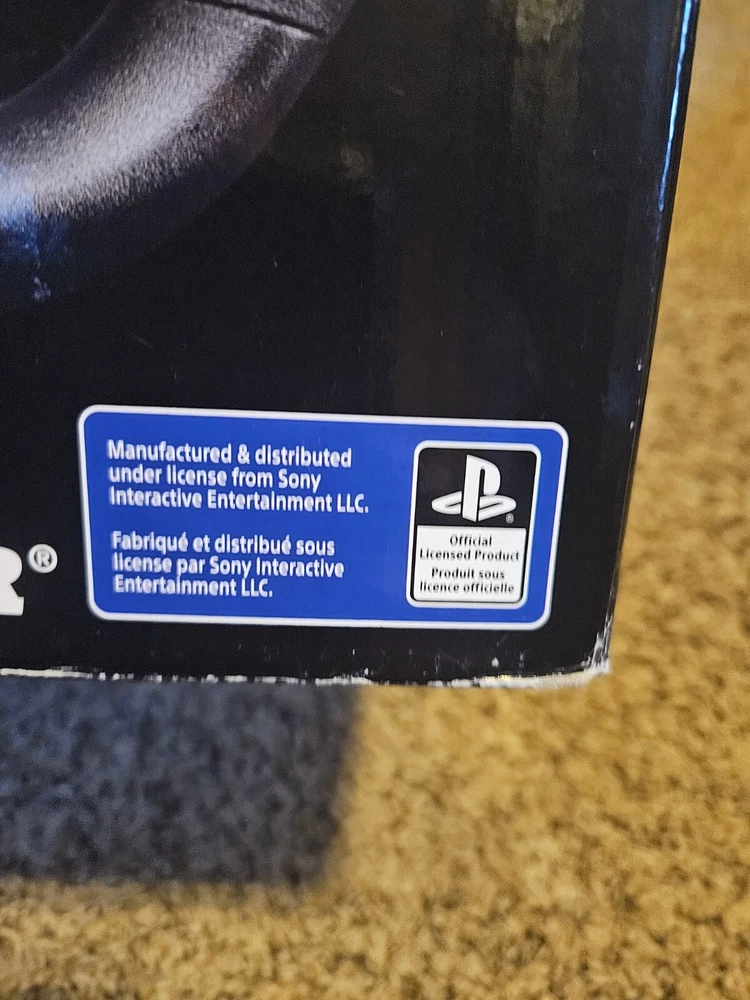 Manufactured & distributed
under license from Sony
Interactive Entertainment LLC.
Fabriqué et distribué sous
license par Sony Interactive
Entertainment LLC.
®
Official
Licensed Product
Produit sous
licence officielle
R®